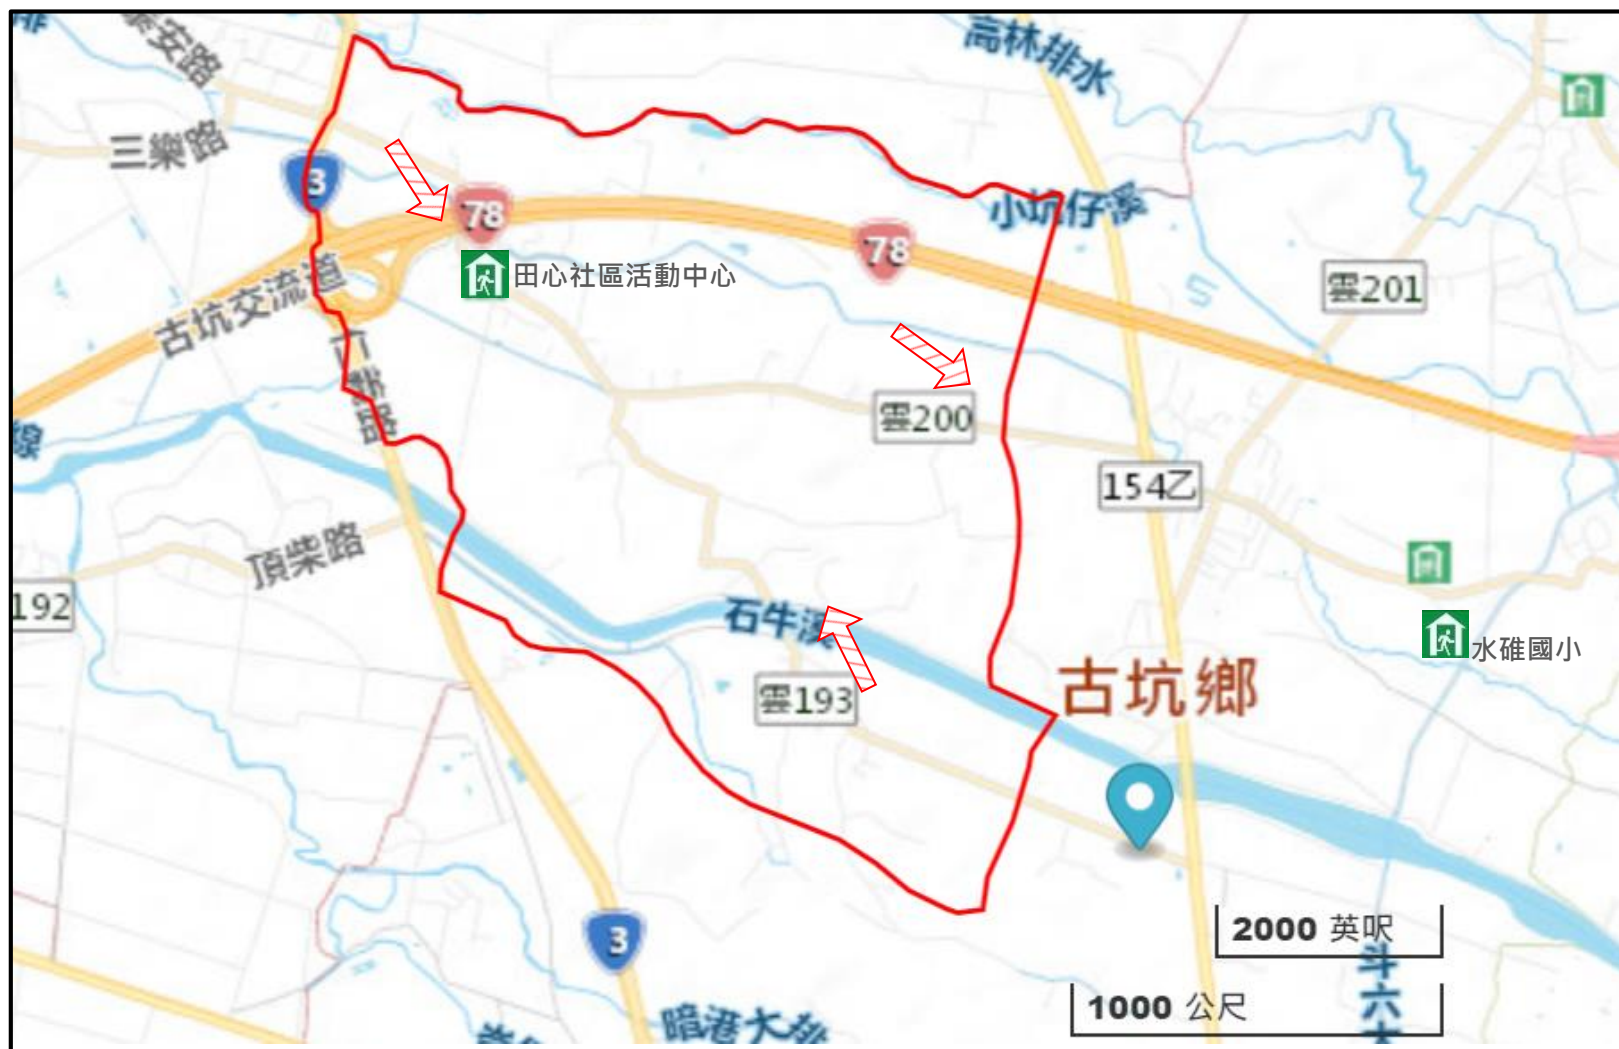 高林排水
三樂路
3
78
小坑仔溪
78
田心社區活動中心
雲201
古坑交流道
雲200
154乙
頂柴路
192
石牛溪
水碓國小
古坑鄉
雲193
2000 英呎
3
1000 公尺